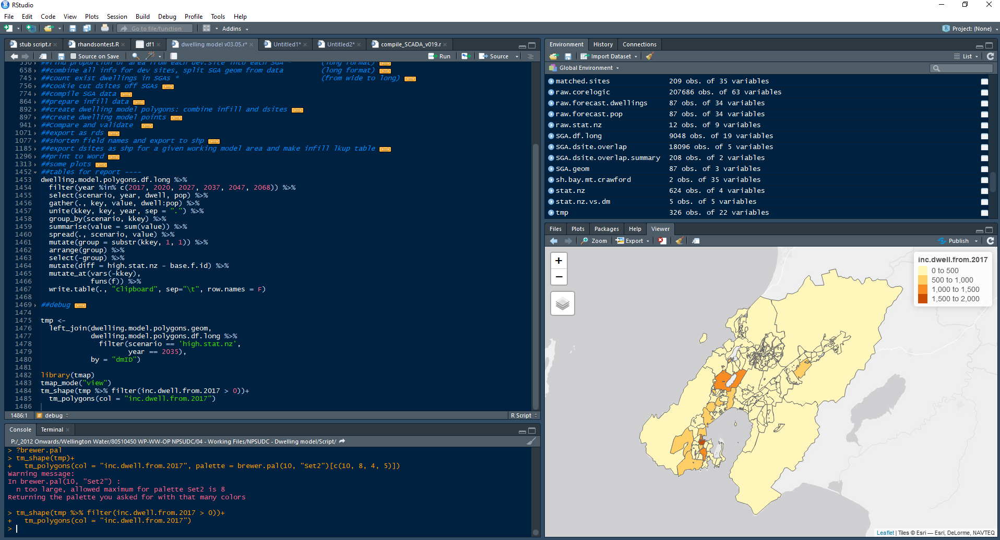 RStudio
File Edit Code View Plots Session Build Debug Profile Tools Help
Go to file/function Addins Project: (None)
stub script.r rhandsontest.R df1 dwelling model v03.05.r* Untitled1* Untitled2* compile_SCADA_v019.r
Source on Save Run Source
550 ##find proportion of area from each dev.site into each SGA * (long format)
658 ##combine all info for dev sites, split SGA geom from data (long format)
745 ##count exist dwellings in SGAs * (from wide to long)
756 ##cookie cut dsites off SGAs
774 ##compile SGA data
864 ##prepare infill data
892 ##create dwelling model polygons: combine infill and dsites
897 ##create dwelling model points
941 ##Compare and validate
1071 ##export as rds
1077 ##shorten field names and export to shp
1185 ##export dsites as shp for a given working model area and make infill lkup table
1296 ##print to word
1313 ##some plots
1452 ##tables for report ----
1453 dwelling.model.polygons.df.long %>%
1454 filter(year %in% c(2017, 2020, 2027, 2037, 2047, 2068)) %>%
1455 select(scenario, year, dwell, pop) %>%
1456 gather(., key, value, dwell:pop) %>%
1457 unite(kkey, key, year, sep = ".") %>%
1458 group_by(scenario, kkey) %>%
1459 summarise(value = sum(value)) %>%
1460 spread(., scenario, value) %>%
1461 mutate(group = substr(kkey, 1, 1)) %>%
1462 arrange(group) %>%
1463 select(-group) %>%
1464 mutate(diff = high.stat.nz - base.f.id) %>%
1465 mutate_at(vars(-kkey),
1466 funs(f)) %>%
1467 write.table(., "clipboard", sep="\t", row.names = F)
1468
1469 ##debug
1474
1475 tmp <-
1476 left_join(dwelling.model.polygons.geom,
1477 dwelling.model.polygons.df.long %>%
1478 filter(scenario == 'high.stat.nz',
1479 year == 2035),
1480 by = "dmID")
1481
1482 library(tmap)
1483 tmap_mode("view")
1484 tm_shape(tmp %>% filter(inc.dwell.from.2017 > 0))+
1485 tm_polygons(col = "inc.dwell.from.2017")
1486
1486:1 # debug R Script
Console Terminal
P:/_2012 Onwards/Wellington Water/80510450 WP-WW-OP NPSUDC/04 - Working Files/NPSUDC - Dwelling model/Script/
> ?brewer.pal
> tm_shape(tmp)+
+ tm_polygons(col = "inc.dwell.from.2017", palette = brewer.pal(10, "Set2")[c(10, 8, 4, 5)])
Warning message:
In brewer.pal(10, "Set2") :
n too large, allowed maximum for palette Set2 is 8
Returning the palette you asked for with that many colors
> tm_shape(tmp %>% filter(inc.dwell.from.2017 > 0))+
+ tm_polygons(col = "inc.dwell.from.2017")
>
Environment History Connections
Import Dataset List
Global Environment
matched.sites 209 obs. of 35 variables
raw.corelogic 207686 obs. of 63 variables
raw.forecast.dwellings 87 obs. of 34 variables
raw.forecast.pop 87 obs. of 34 variables
raw.stat.nz 12 obs. of 9 variables
SGA.df.long 9048 obs. of 19 variables
SGA.dsite.overlap 18096 obs. of 5 variables
SGA.dsite.overlap.summary 208 obs. of 2 variables
SGA.geom 87 obs. of 3 variables
sh.bay.mt.crawford 2 obs. of 35 variables
stat.nz 624 obs. of 4 variables
stat.nz.vs.dm 5 obs. of 5 variables
tmp 326 obs. of 22 variables
Files Plots Packages Help Viewer
Zoom Export Publish
+
−
inc.dwell.from.2017
0 to 500
500 to 1,000
1,000 to 1,500
1,500 to 2,000
Leaflet | Tiles © Esri — Esri, DeLorme, NAVTEQ